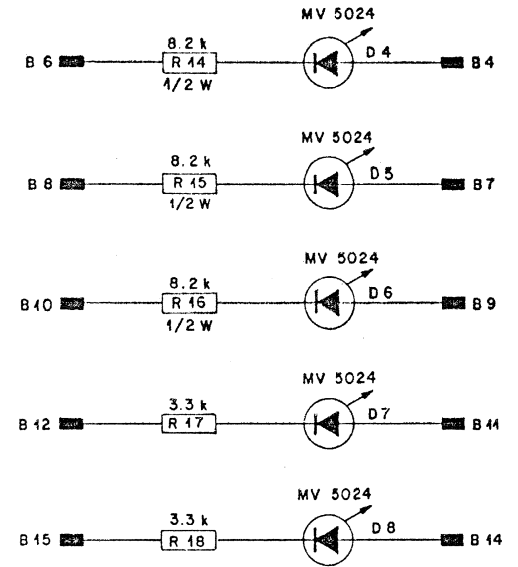 MV 5024
8.2 k
B 6 R 14 D 4 B 4
1/2 W
MV 5024
8.2 k
B 8 R 15 D 5 B 7
1/2 W
MV 5024
8.2 k
B 10 R 16 D 6 B 9
1/2 W
MV 5024
3.3 k
B 12 R 17 D 7 B 11
MV 5024
3.3 k
B 15 R 18 D 8 B 14